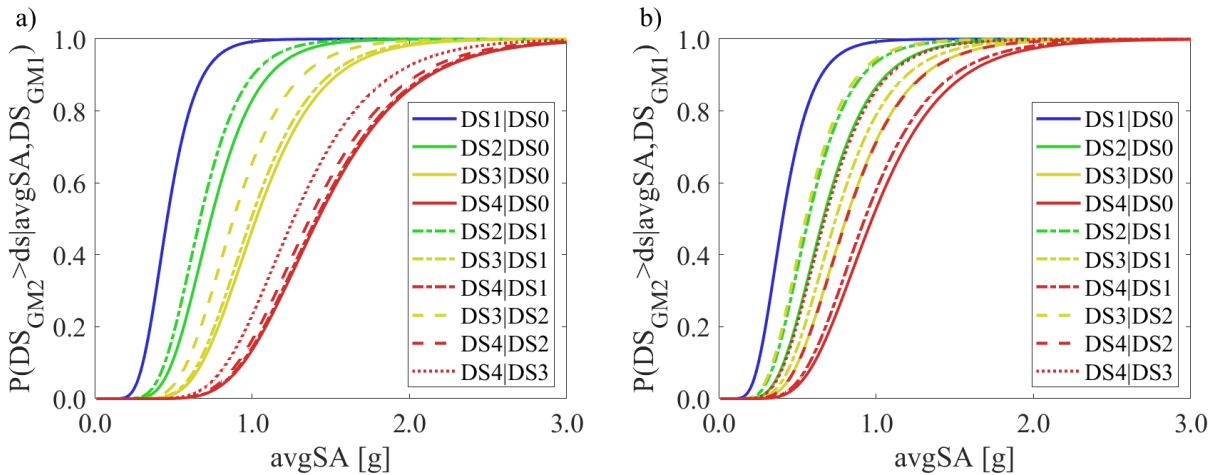 a)
P(DS_GM2>ds|avgSA,DS_GM1)
1.0
0.8
0.6
0.4
0.2
0.0
0.0 1.0 2.0 3.0
avgSA [g]
DS1|DS0
DS2|DS0
DS3|DS0
DS4|DS0
DS2|DS1
DS3|DS1
DS4|DS1
DS3|DS2
DS4|DS2
DS4|DS3
b)
P(DS_GM2>ds|avgSA,DS_GM1)
1.0
0.8
0.6
0.4
0.2
0.0
0.0 1.0 2.0 3.0
avgSA [g]
DS1|DS0
DS2|DS0
DS3|DS0
DS4|DS0
DS2|DS1
DS3|DS1
DS4|DS1
DS3|DS2
DS4|DS2
DS4|DS3